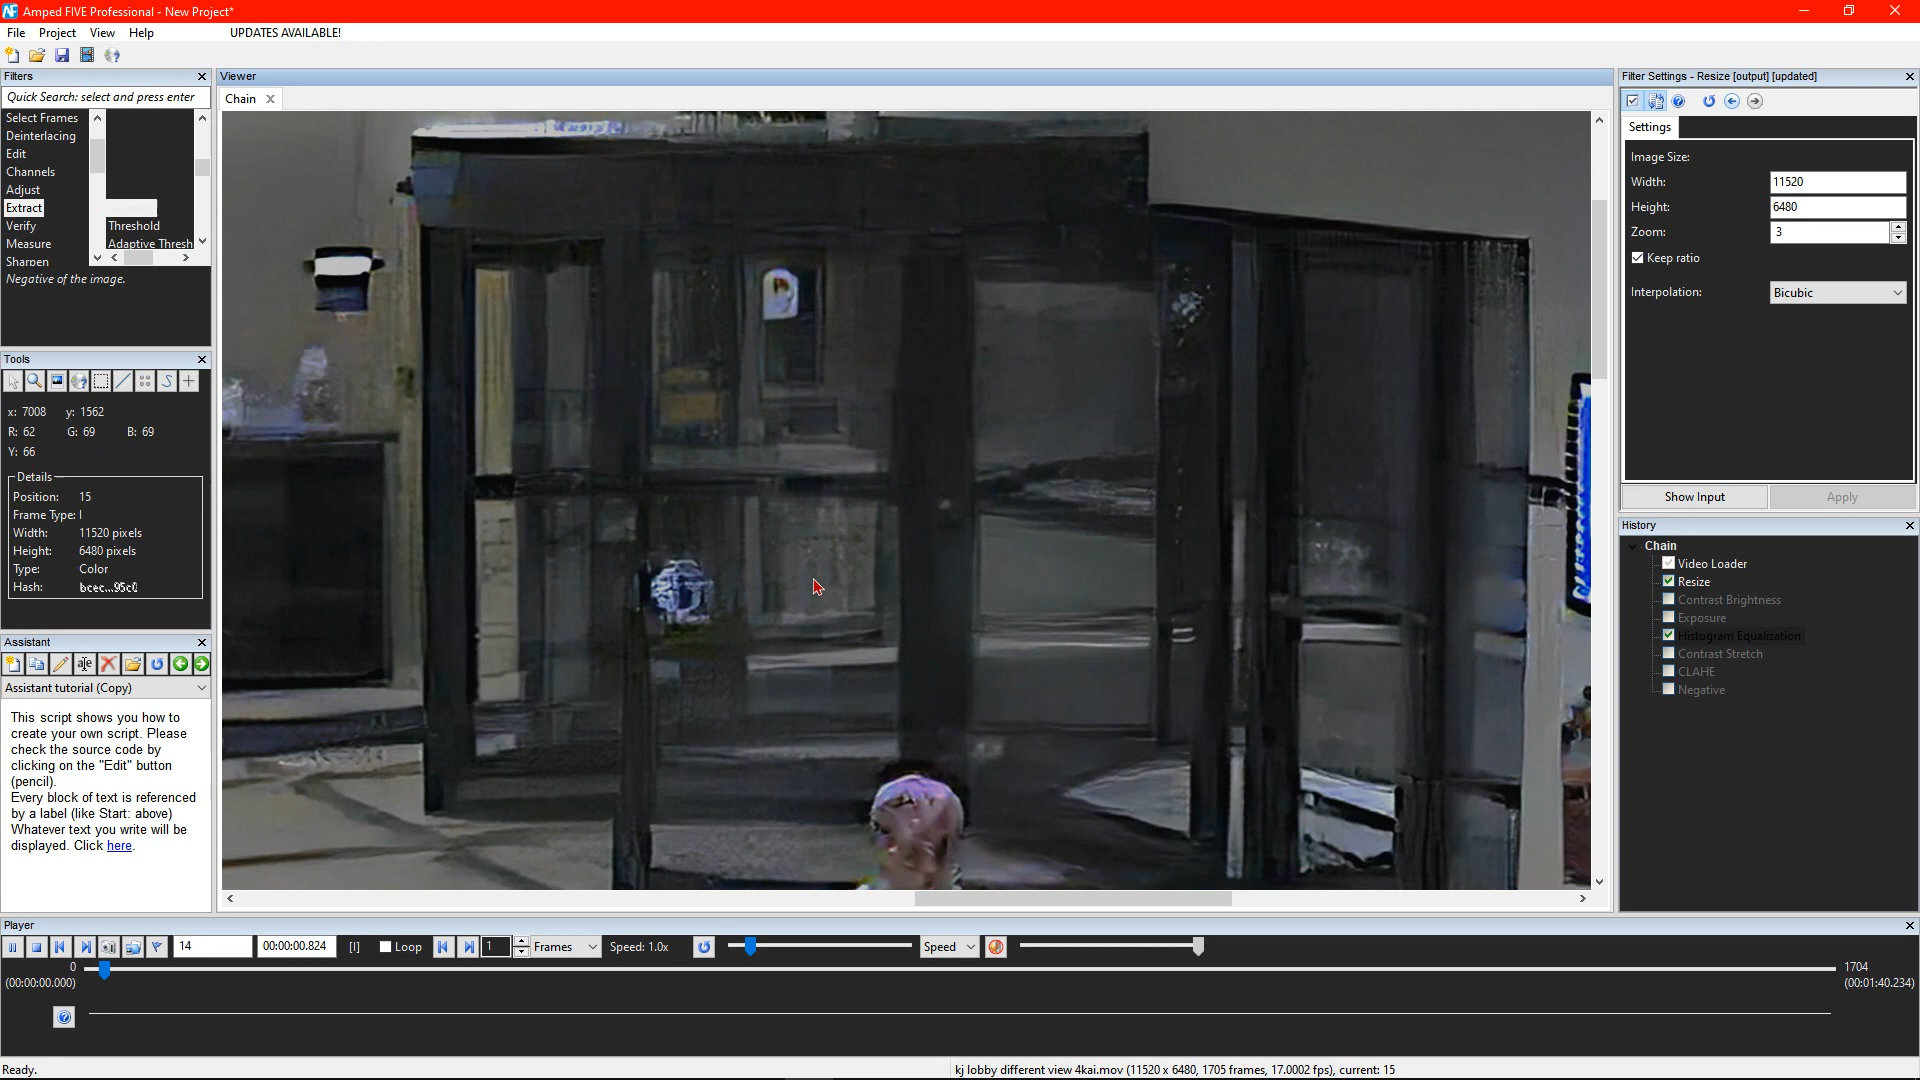 Amped FIVE Professional - New Project*
File Project View Help UPDATES AVAILABLE!
Filters
Quick Search: select and press enter
Select Frames
Deinterlacing
Edit
Channels
Adjust
Extract
Verify
Measure
Sharpen
Threshold
Adaptive Thresh
Negative of the image.
Tools
x: 7008 y: 1562
R: 62 G: 69 B: 69
Y: 66
Details
Position: 15
Frame Type: I
Width: 11520 pixels
Height: 6480 pixels
Type: Color
Hash: bcec...95c0
Assistant
Assistant tutorial (Copy)
This script shows you how to
create your own script. Please
check the source code by
clicking on the "Edit" button
(pencil).
Every block of text is referenced
by a label (like Start: above)
Whatever text you write will be
displayed. Click here.
Viewer
Chain
Filter Settings - Resize [output] [updated]
Settings
Image Size:
Width: 11520
Height: 6480
Zoom: 3
Keep ratio
Interpolation: Bicubic
Show Input Apply
History
Chain
Video Loader
Resize
Contrast Brightness
Exposure
Histogram Equalization
Contrast Stretch
CLAHE
Negative
Player
14 00:00:00.824 [I] Loop 1 Frames Speed: 1.0x Speed
0 1704
(00:00:00.000) (00:01:40.234)
Ready. kj lobby different view 4kai.mov (11520 x 6480, 1705 frames, 17.0002 fps), current: 15